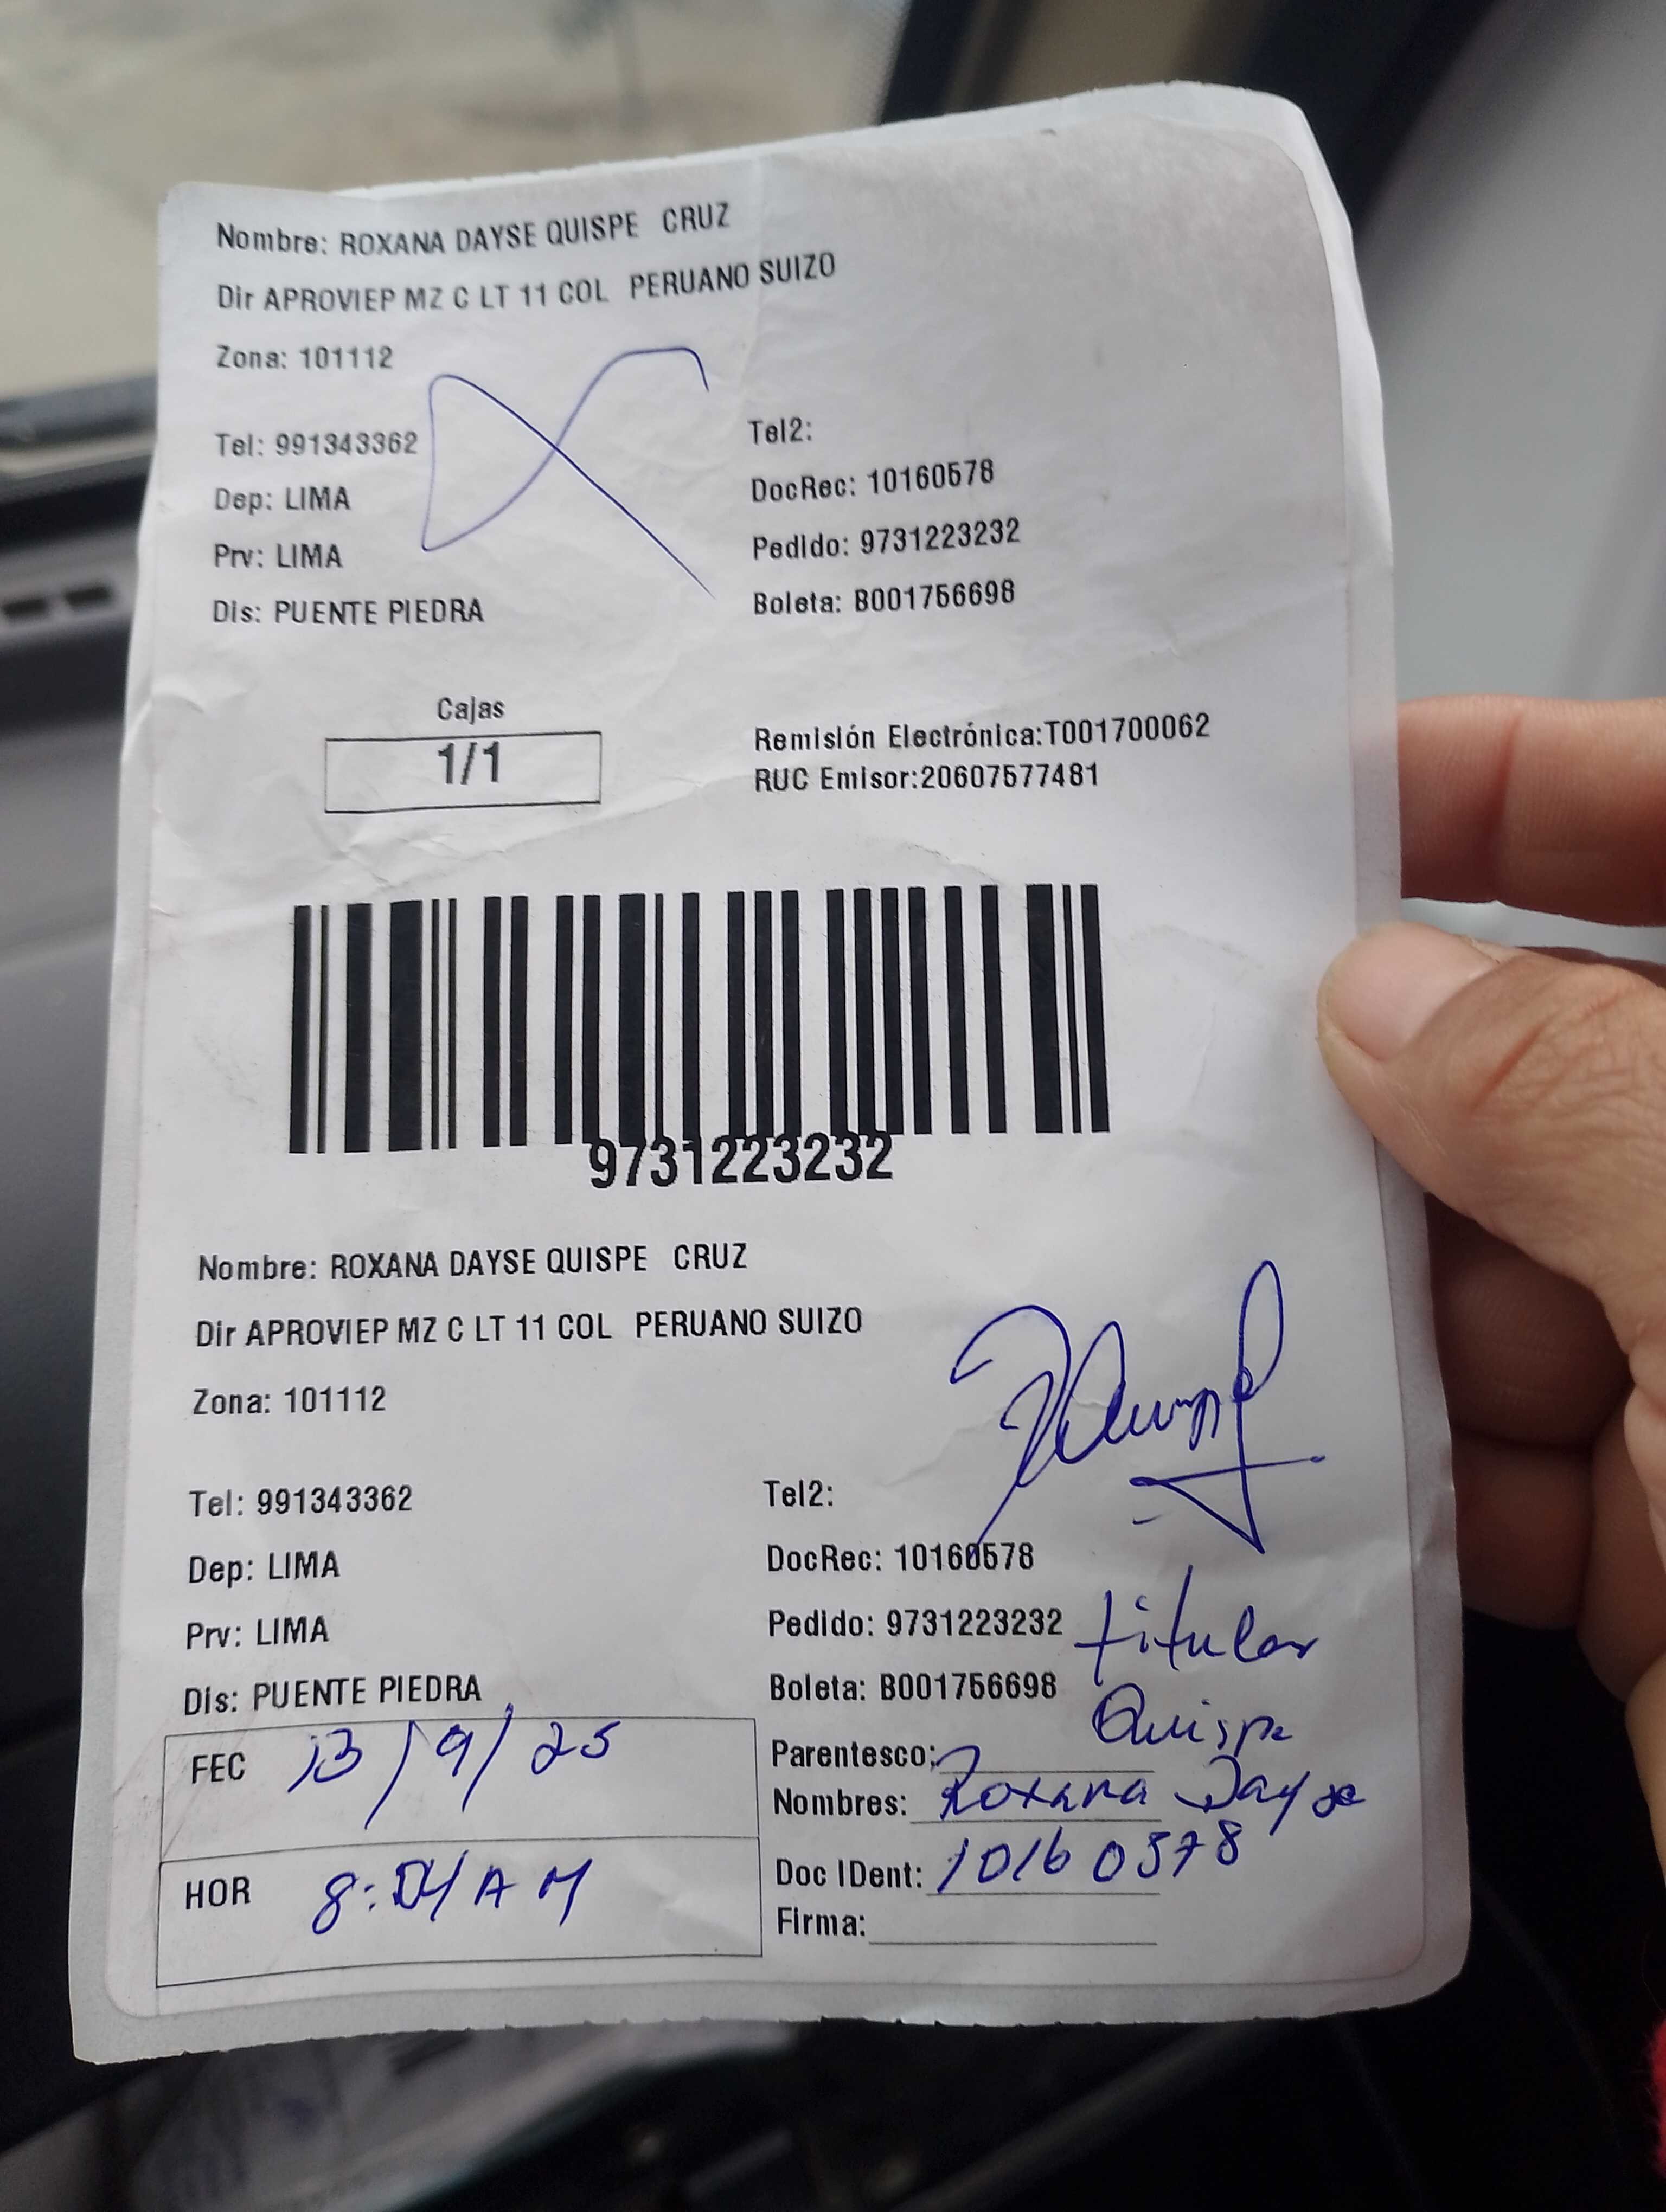 Nombre: ROXANA DAYSE QUISPE CRUZ
Dir APROVIEP MZ C LT 11 COL PERUANO SUIZO
Zona: 101112
Tel: 991343362
Tel2:
Dep: LIMA
DocRec: 10160578
Prv: LIMA
Pedido: 9731223232
Dis: PUENTE PIEDRA
Boleta: B001756698
Cajas
1/1
Remisión Electrónica:T001700062
RUC Emisor:20607577481
9731223232
Nombre: ROXANA DAYSE QUISPE CRUZ
Dir APROVIEP MZ C LT 11 COL PERUANO SUIZO
Zona: 101112
Tel: 991343362
Tel2:
Dep: LIMA
DocRec: 10160578
Prv: LIMA
Pedido: 9731223232 titular
Dis: PUENTE PIEDRA
Boleta: B001756698
Quispe
FEC 13/9/25
Parentesco:
Nombres: Roxana Dayse
HOR 8:04 AM
Doc IDent: 10160578
Firma: